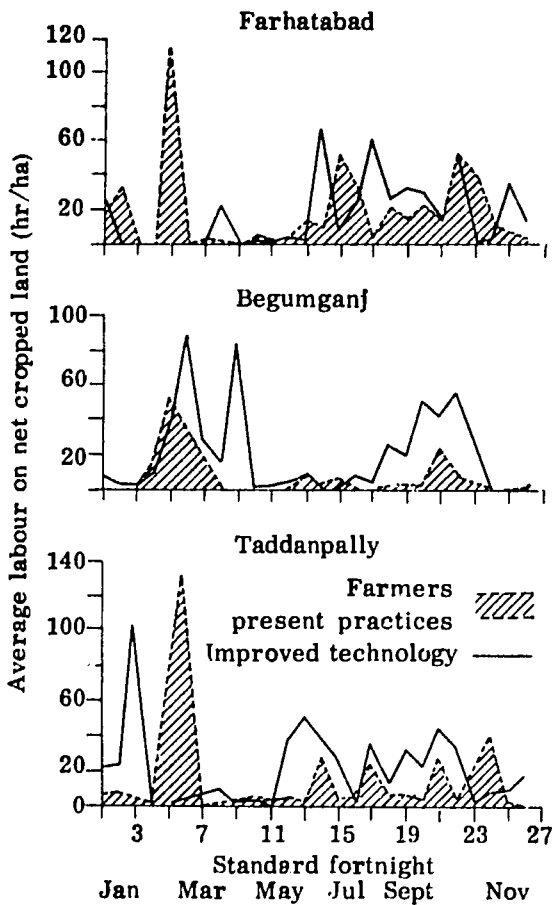 Farhatabad
120
100
60
20
Average labour on net cropped land (hr/ha)
Begumganj
100
60
20
Taddanpally
140
100
60
20
0
Farmers
present practices
Improved technology
3 7 11 15 19 23 27
Standard fortnight
Jan Mar May Jul Sept Nov